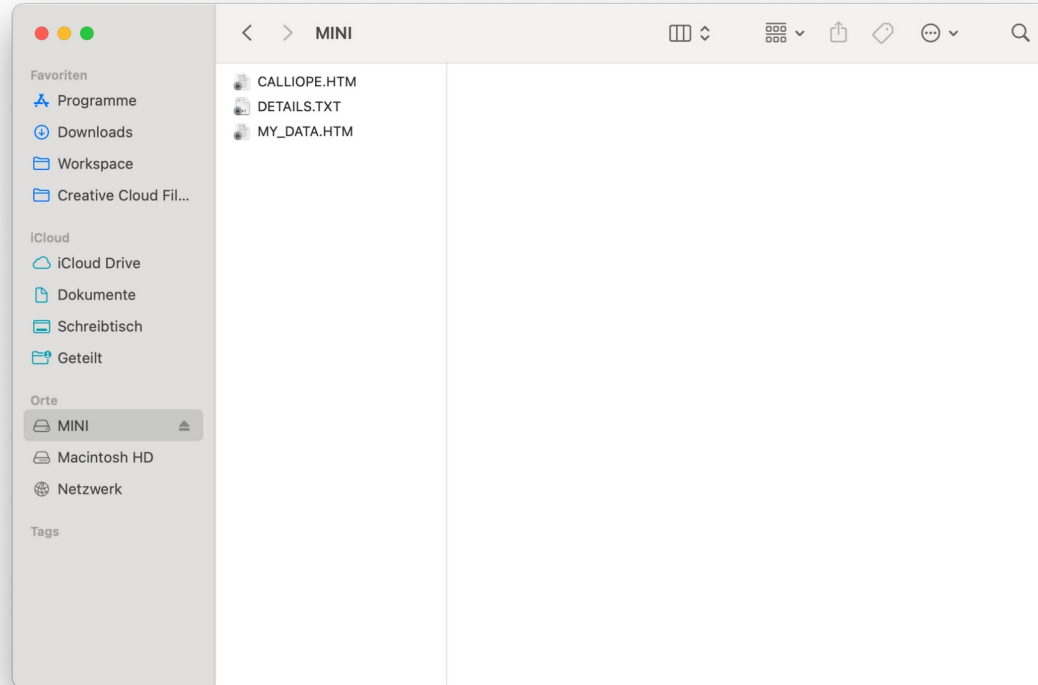 MINI
Favoriten
Programme
Downloads
Workspace
Creative Cloud Fil...
iCloud
iCloud Drive
Dokumente
Schreibtisch
Geteilt
Orte
MINI
Macintosh HD
Netzwerk
Tags
CALLIOPE.HTM
DETAILS.TXT
MY_DATA.HTM